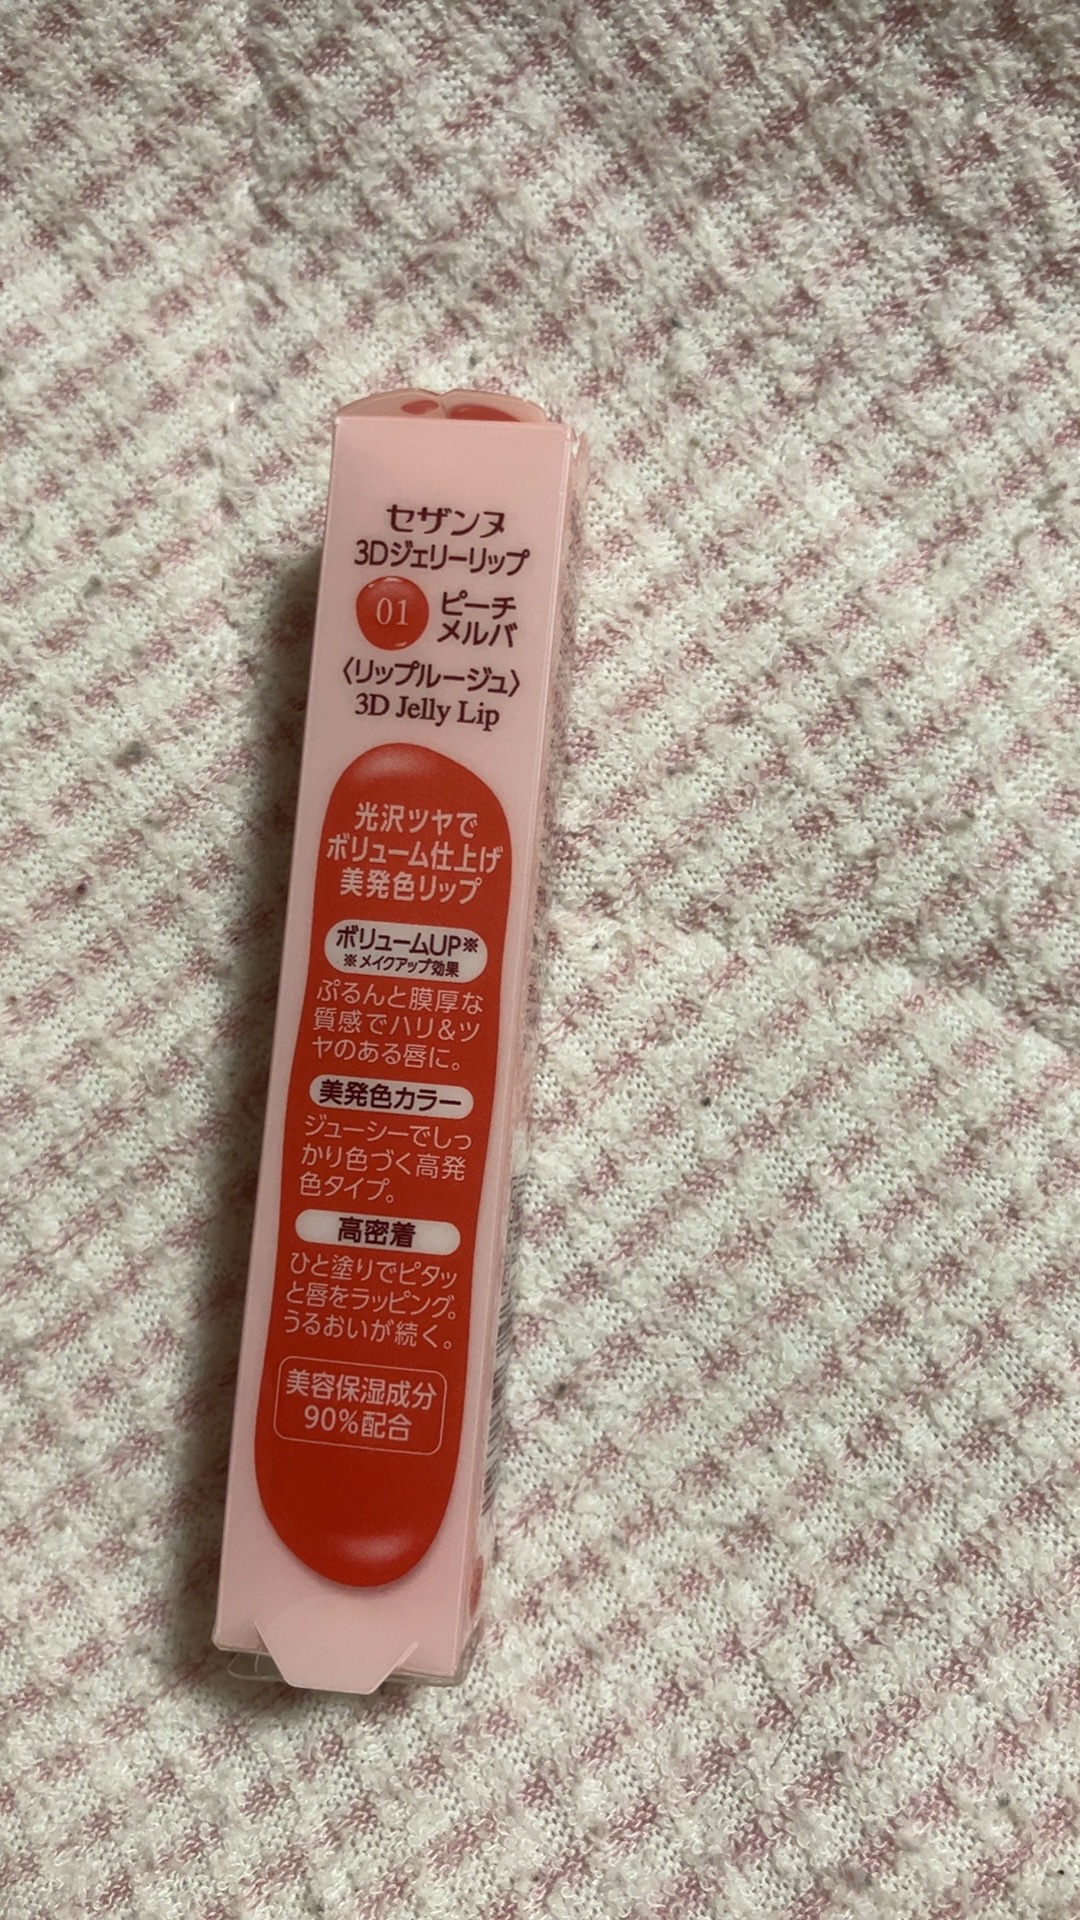 セザンヌ
3Dジェリーリップ
01 ピーチ
メルバ
〈リップルージュ〉
3D Jelly Lip
光沢ツヤで
ボリューム仕上げ
美発色リップ
ボリュームUP※
※メイクアップ効果
ぷるんと膜厚な
質感でハリ&ツ
ヤのある唇に。
美発色カラー
ジューシーでしっ
かり色づく高発
色タイプ。
高密着
ひと塗りでピタッ
と唇をラッピング。
うるおいが続く。
美容保湿成分
90%配合